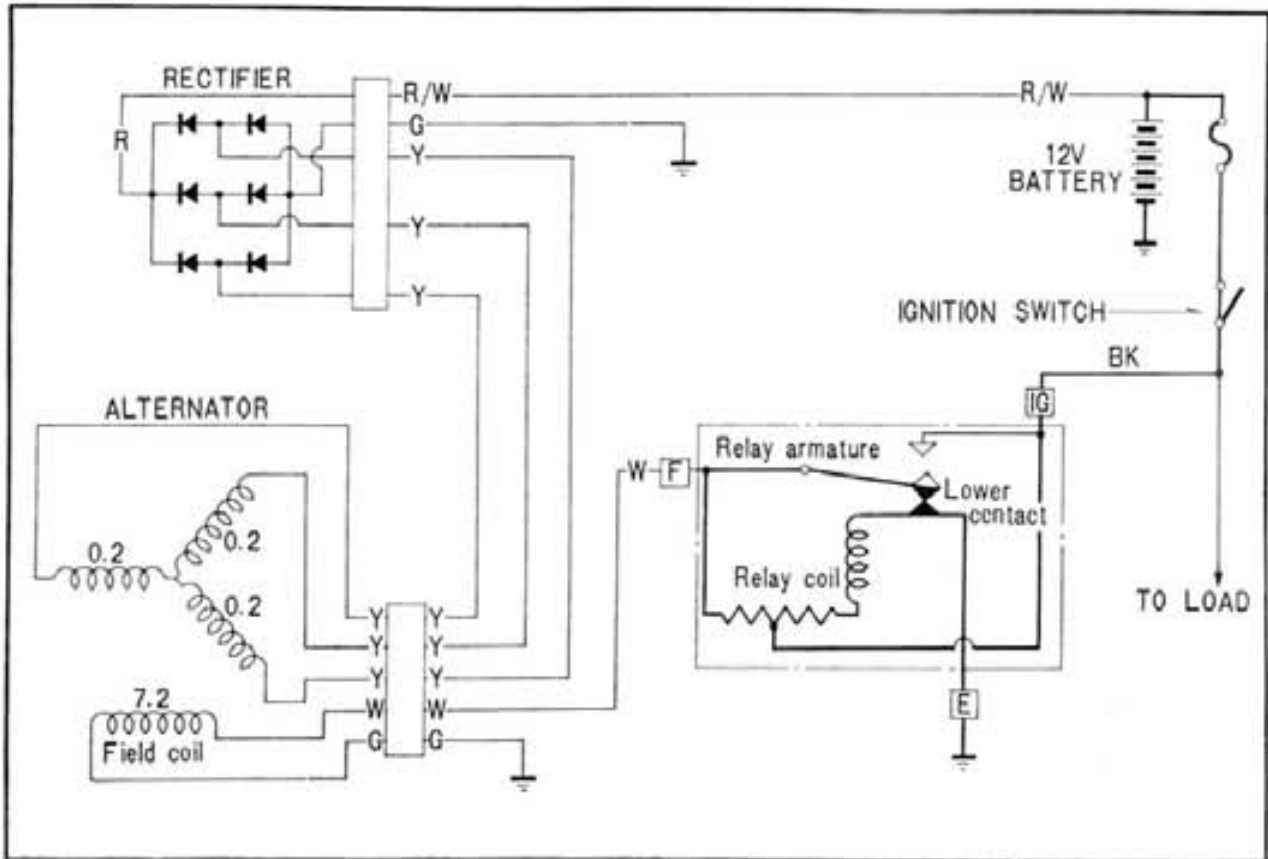 RECTIFIER
R/W
R/W
G
R
Y
12V
BATTERY
Y
Y
IGNITION SWITCH
BK
ALTERNATOR
IG
Relay armature
W
F
Lower
contact
0.2
0.2
0.2
Relay coil
TO LOAD
Y
Y
Y
Y
Y
Y
7.2
W
W
E
Field coil
G
G